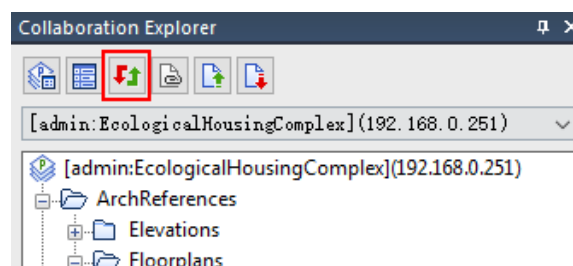 Collaboration Explorer
[admin:EcologicalHousingComplex](192.168.0.251)
[admin:EcologicalHousingComplex](192.168.0.251)
ArchReferences
Elevations
Floorplans